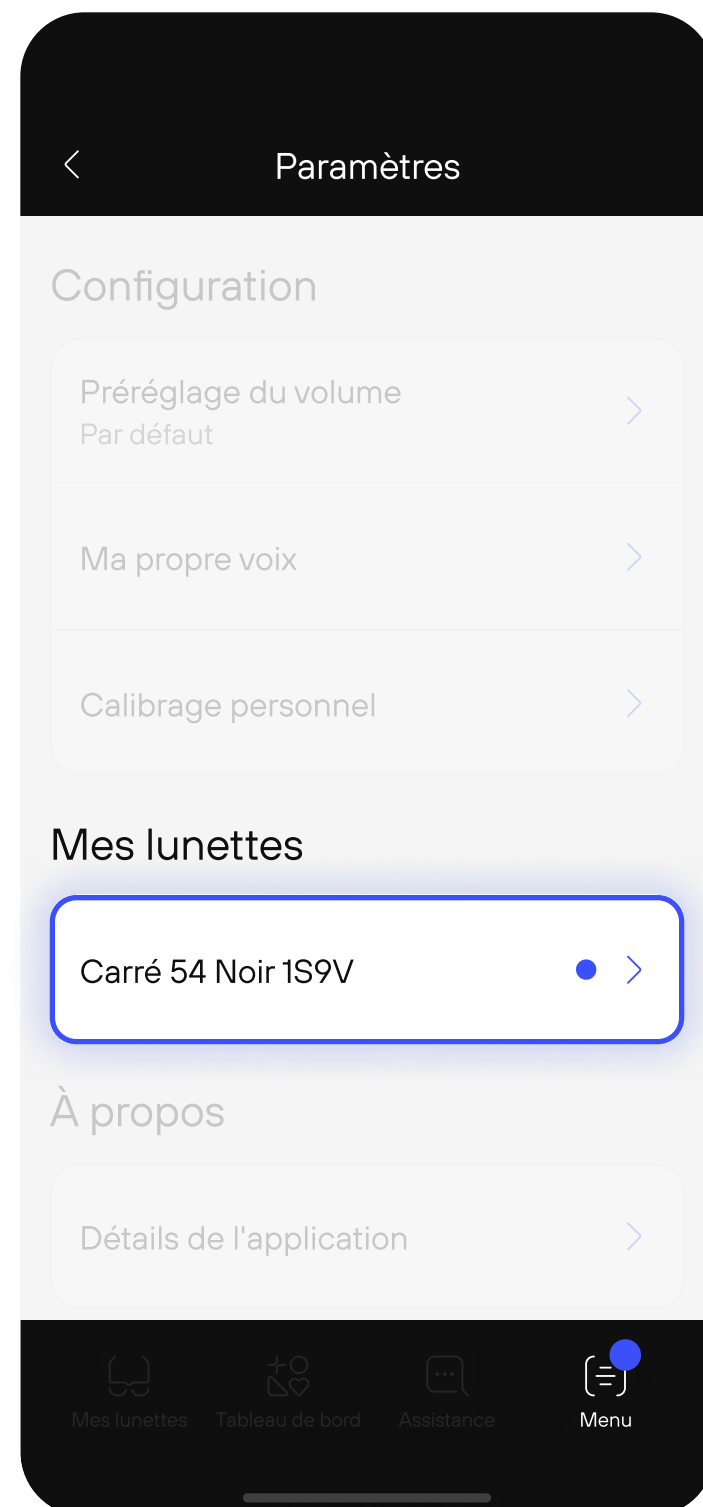 Paramètres
Configuration
Préréglage du volume
Par défaut
Ma propre voix
Calibrage personnel
Mes lunettes
Carré 54 Noir 1S9V
À propos
Détails de l'application
Mes lunettes Tableau de bord Assistance Menu